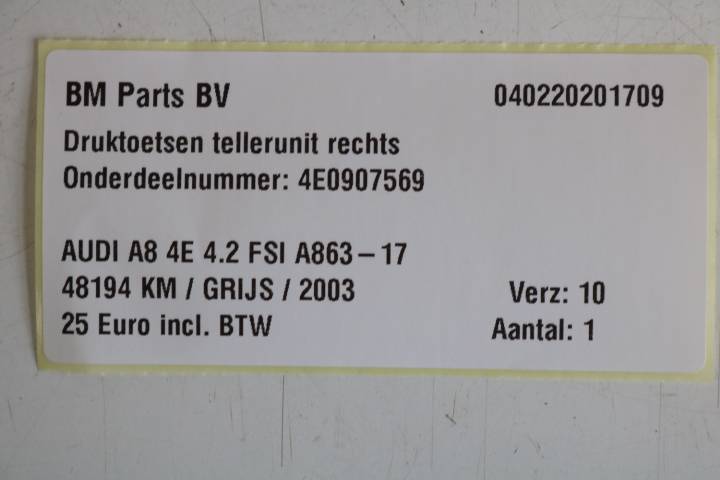 BM Parts BV 040220201709
Druktoetsen tellerunit rechts
Onderdeelnummer: 4E0907569
AUDI A8 4E 4.2 FSI A863-17
48194 KM / GRIJS / 2003 Verz: 10
25 Euro incl. BTW Aantal: 1